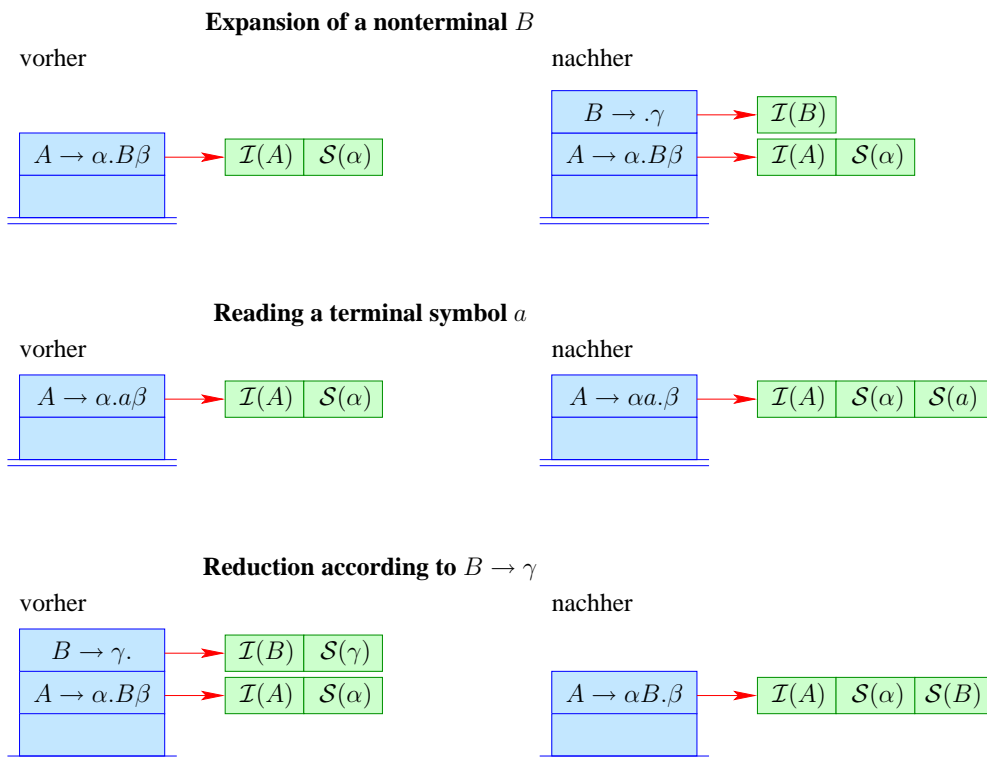 Expansion of a nonterminal B
vorher nachher
B → .γ I(B)
A → α.Bβ I(A) S(α) A → α.Bβ I(A) S(α)
Reading a terminal symbol a
vorher nachher
A → α.aβ I(A) S(α) A → αa.β I(A) S(α) S(a)
Reduction according to B → γ
vorher nachher
B → γ. I(B) S(γ)
A → α.Bβ I(A) S(α) A → αB.β I(A) S(α) S(B)